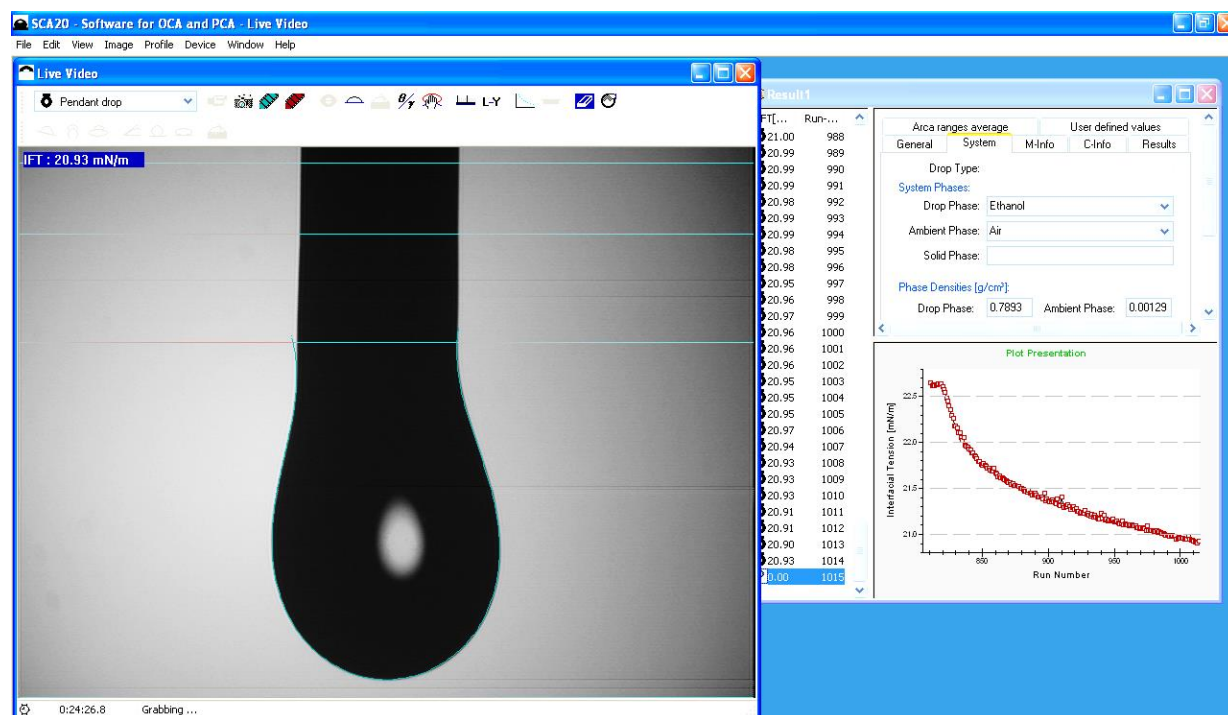 SCA20 - Software for OCA and PCA - Live Video
File Edit View Image Profile Device Window Help
Live Video
Pendant drop
θ/γ L-Y
IFT : 20.93 mN/m
0:24:26.8 Grabbing ...
Result1
FT[... Run-...
21.00 988
20.99 989
20.99 990
20.99 991
20.98 992
20.99 993
20.99 994
20.98 995
20.98 996
20.95 997
20.96 998
20.97 999
20.96 1000
20.96 1001
20.96 1002
20.95 1003
20.95 1004
20.95 1005
20.97 1006
20.94 1007
20.93 1008
20.93 1009
20.93 1010
20.91 1011
20.91 1012
20.90 1013
20.93 1014
0.00 1015
Arca ranges average User defined values
General System M-Info C-Info Results
Drop Type:
System Phases:
Drop Phase: Ethanol
Ambient Phase: Air
Solid Phase:
Phase Densities [g/cm³]:
Drop Phase: 0.7893 Ambient Phase: 0.00129
Plot Presentation
Interfacial Tension [mN/m]
22.5
22.0
21.5
21.0
850 900 950 1000
Run Number